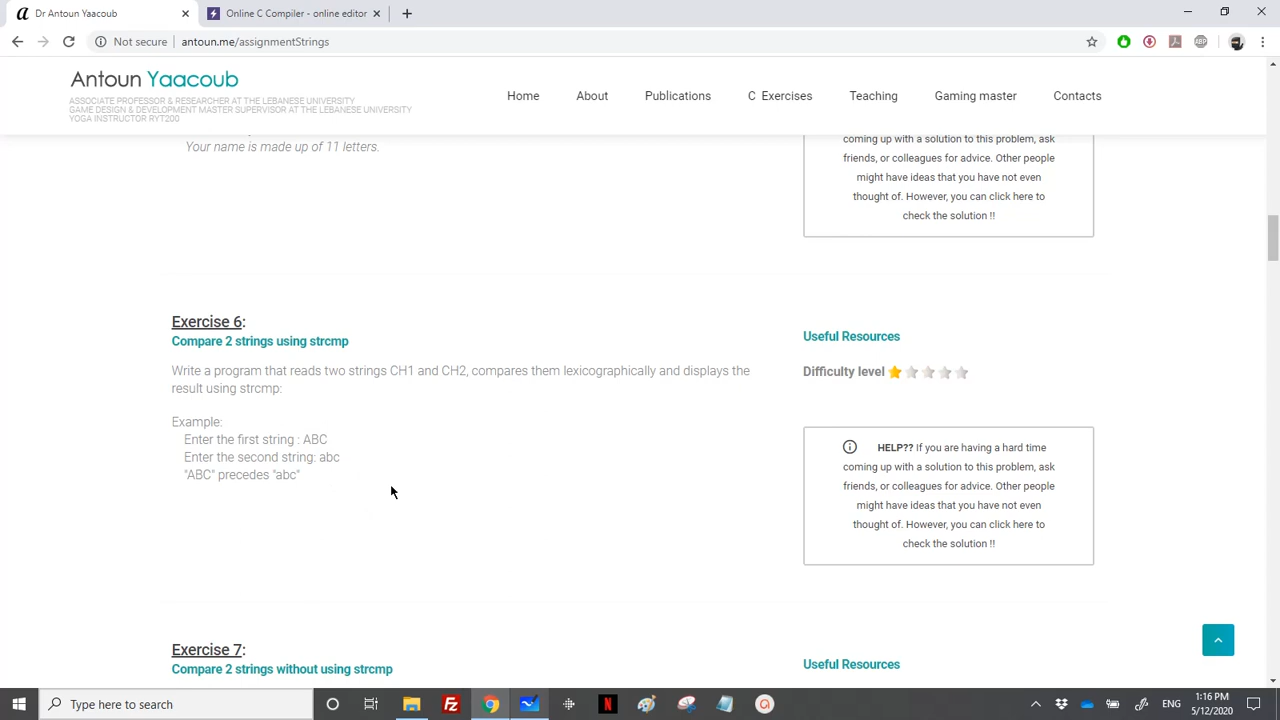 Dr Antoun Yaacoub
Online C Compiler - online editor
Not secure
antoun.me/assignmentStrings
ABP
Antoun Yaacoub
ASSOCIATE PROFESSOR & RESEARCHER AT THE LEBANESE UNIVERSITY
GAME DESIGN & DEVELOPMENT MASTER SUPERVISOR AT THE LEBANESE UNIVERSITY
YOGA INSTRUCTOR RYT200
Home About Publications C Exercises Teaching Gaming master Contacts
Your name is made up of 11 letters.
coming up with a solution to this problem, ask
friends, or colleagues for advice. Other people
might have ideas that you have not even
thought of. However, you can click here to
check the solution !!
Exercise 6:
Compare 2 strings using strcmp
Write a program that reads two strings CH1 and CH2, compares them lexicographically and displays the
result using strcmp:
Example:
Enter the first string : ABC
Enter the second string: abc
"ABC" precedes "abc"
Useful Resources
Difficulty level
HELP?? If you are having a hard time
coming up with a solution to this problem, ask
friends, or colleagues for advice. Other people
might have ideas that you have not even
thought of. However, you can click here to
check the solution !!
Exercise 7:
Compare 2 strings without using strcmp
Useful Resources
Type here to search
ENG
1:16 PM
5/12/2020